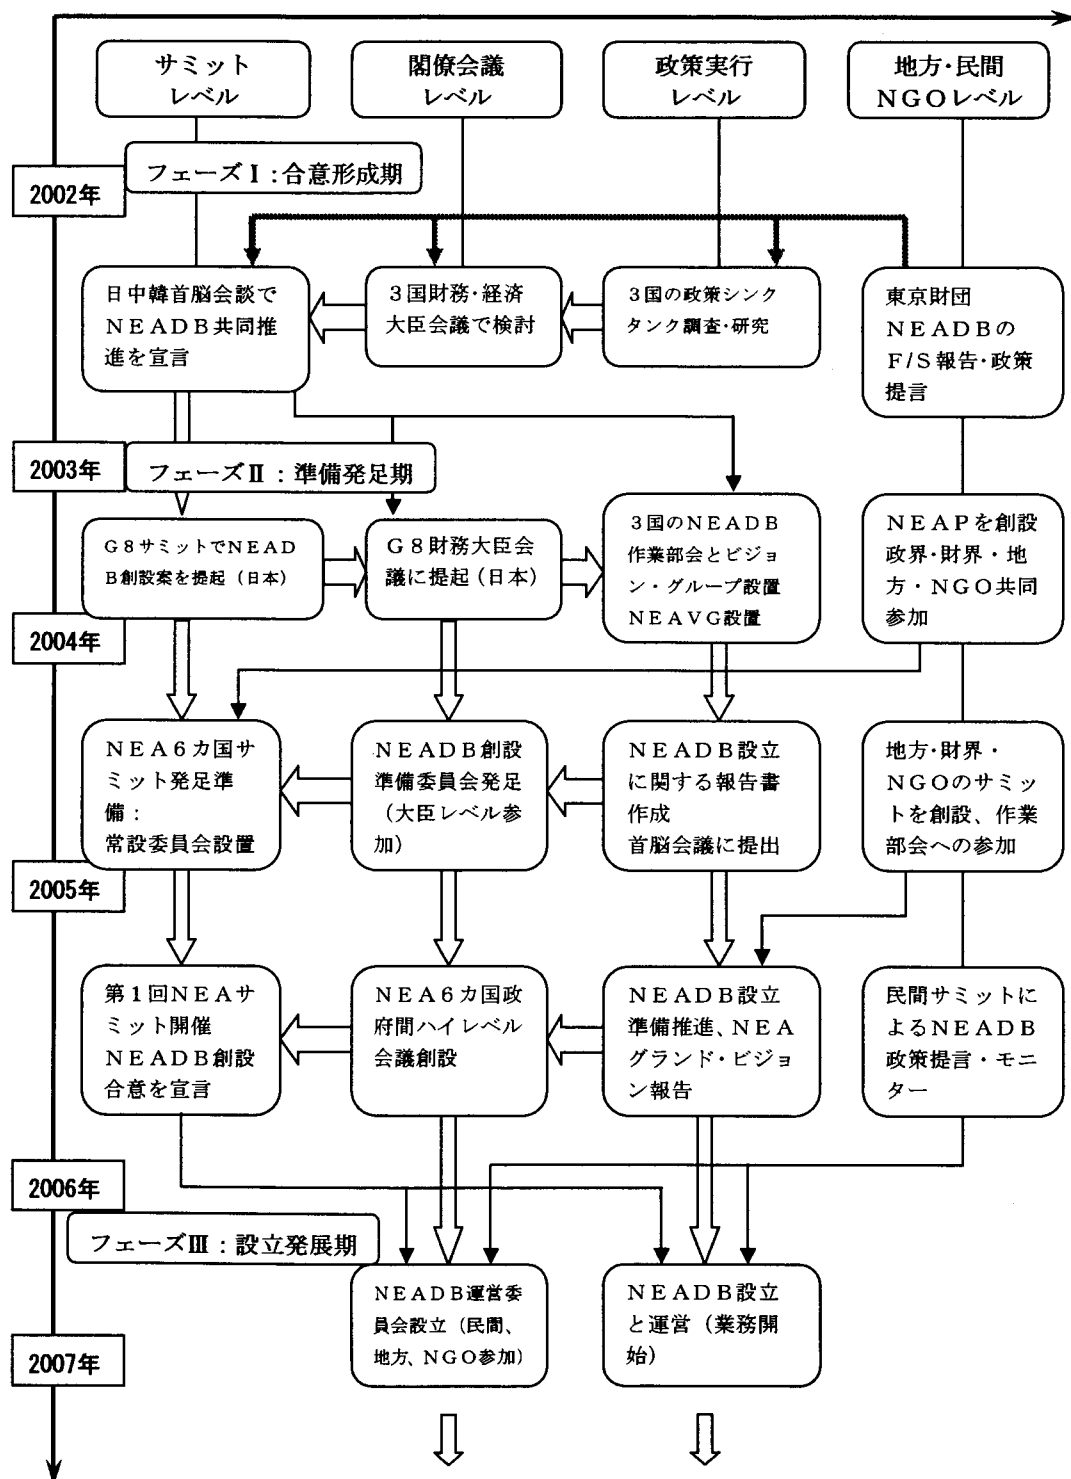 サミット
レベル
閣僚会議
レベル
政策実行
レベル
地方・民間
ＮＧＯレベル
フェーズⅠ：合意形成期
2002年
日中韓首脳会談で
ＮＥＡＤＢ共同推
進を宣言
３国財務・経済
大臣会議で検討
３国の政策シンク
タンク調査・研究
東京財団
ＮＥＡＤＢの
Ｆ/Ｓ報告・政策
提言
2003年
フェーズⅡ：準備発足期
Ｇ８サミットでＮＥＡＤ
Ｂ創設案を提起（日本）
Ｇ８財務大臣会
議に提起（日本）
３国のＮＥＡＤＢ
作業部会とビジョ
ン・グループ設置
ＮＥＡＶＧ設置
ＮＥＡＰを創設
政界・財界・地
方・ＮＧＯ共同
参加
2004年
ＮＥＡ６カ国サ
ミット発足準
備：
常設委員会設置
ＮＥＡＤＢ創設
準備委員会発足
（大臣レベル参
加）
ＮＥＡＤＢ設立
に関する報告書
作成
首脳会議に提出
地方・財界・
ＮＧＯのサミッ
トを創設、作業
部会への参加
2005年
第１回ＮＥＡサ
ミット開催
ＮＥＡＤＢ創設
合意を宣言
ＮＥＡ６カ国政
府間ハイレベル
会議創設
ＮＥＡＤＢ設立
準備推進、ＮＥＡ
グランド・ビジョ
ン報告
民間サミットに
よるＮＥＡＤＢ
政策提言・モニ
ター
2006年
フェーズⅢ：設立発展期
ＮＥＡＤＢ運営委
員会設立（民間、
地方、ＮＧＯ参加）
ＮＥＡＤＢ設立
と運営（業務開
始）
2007年